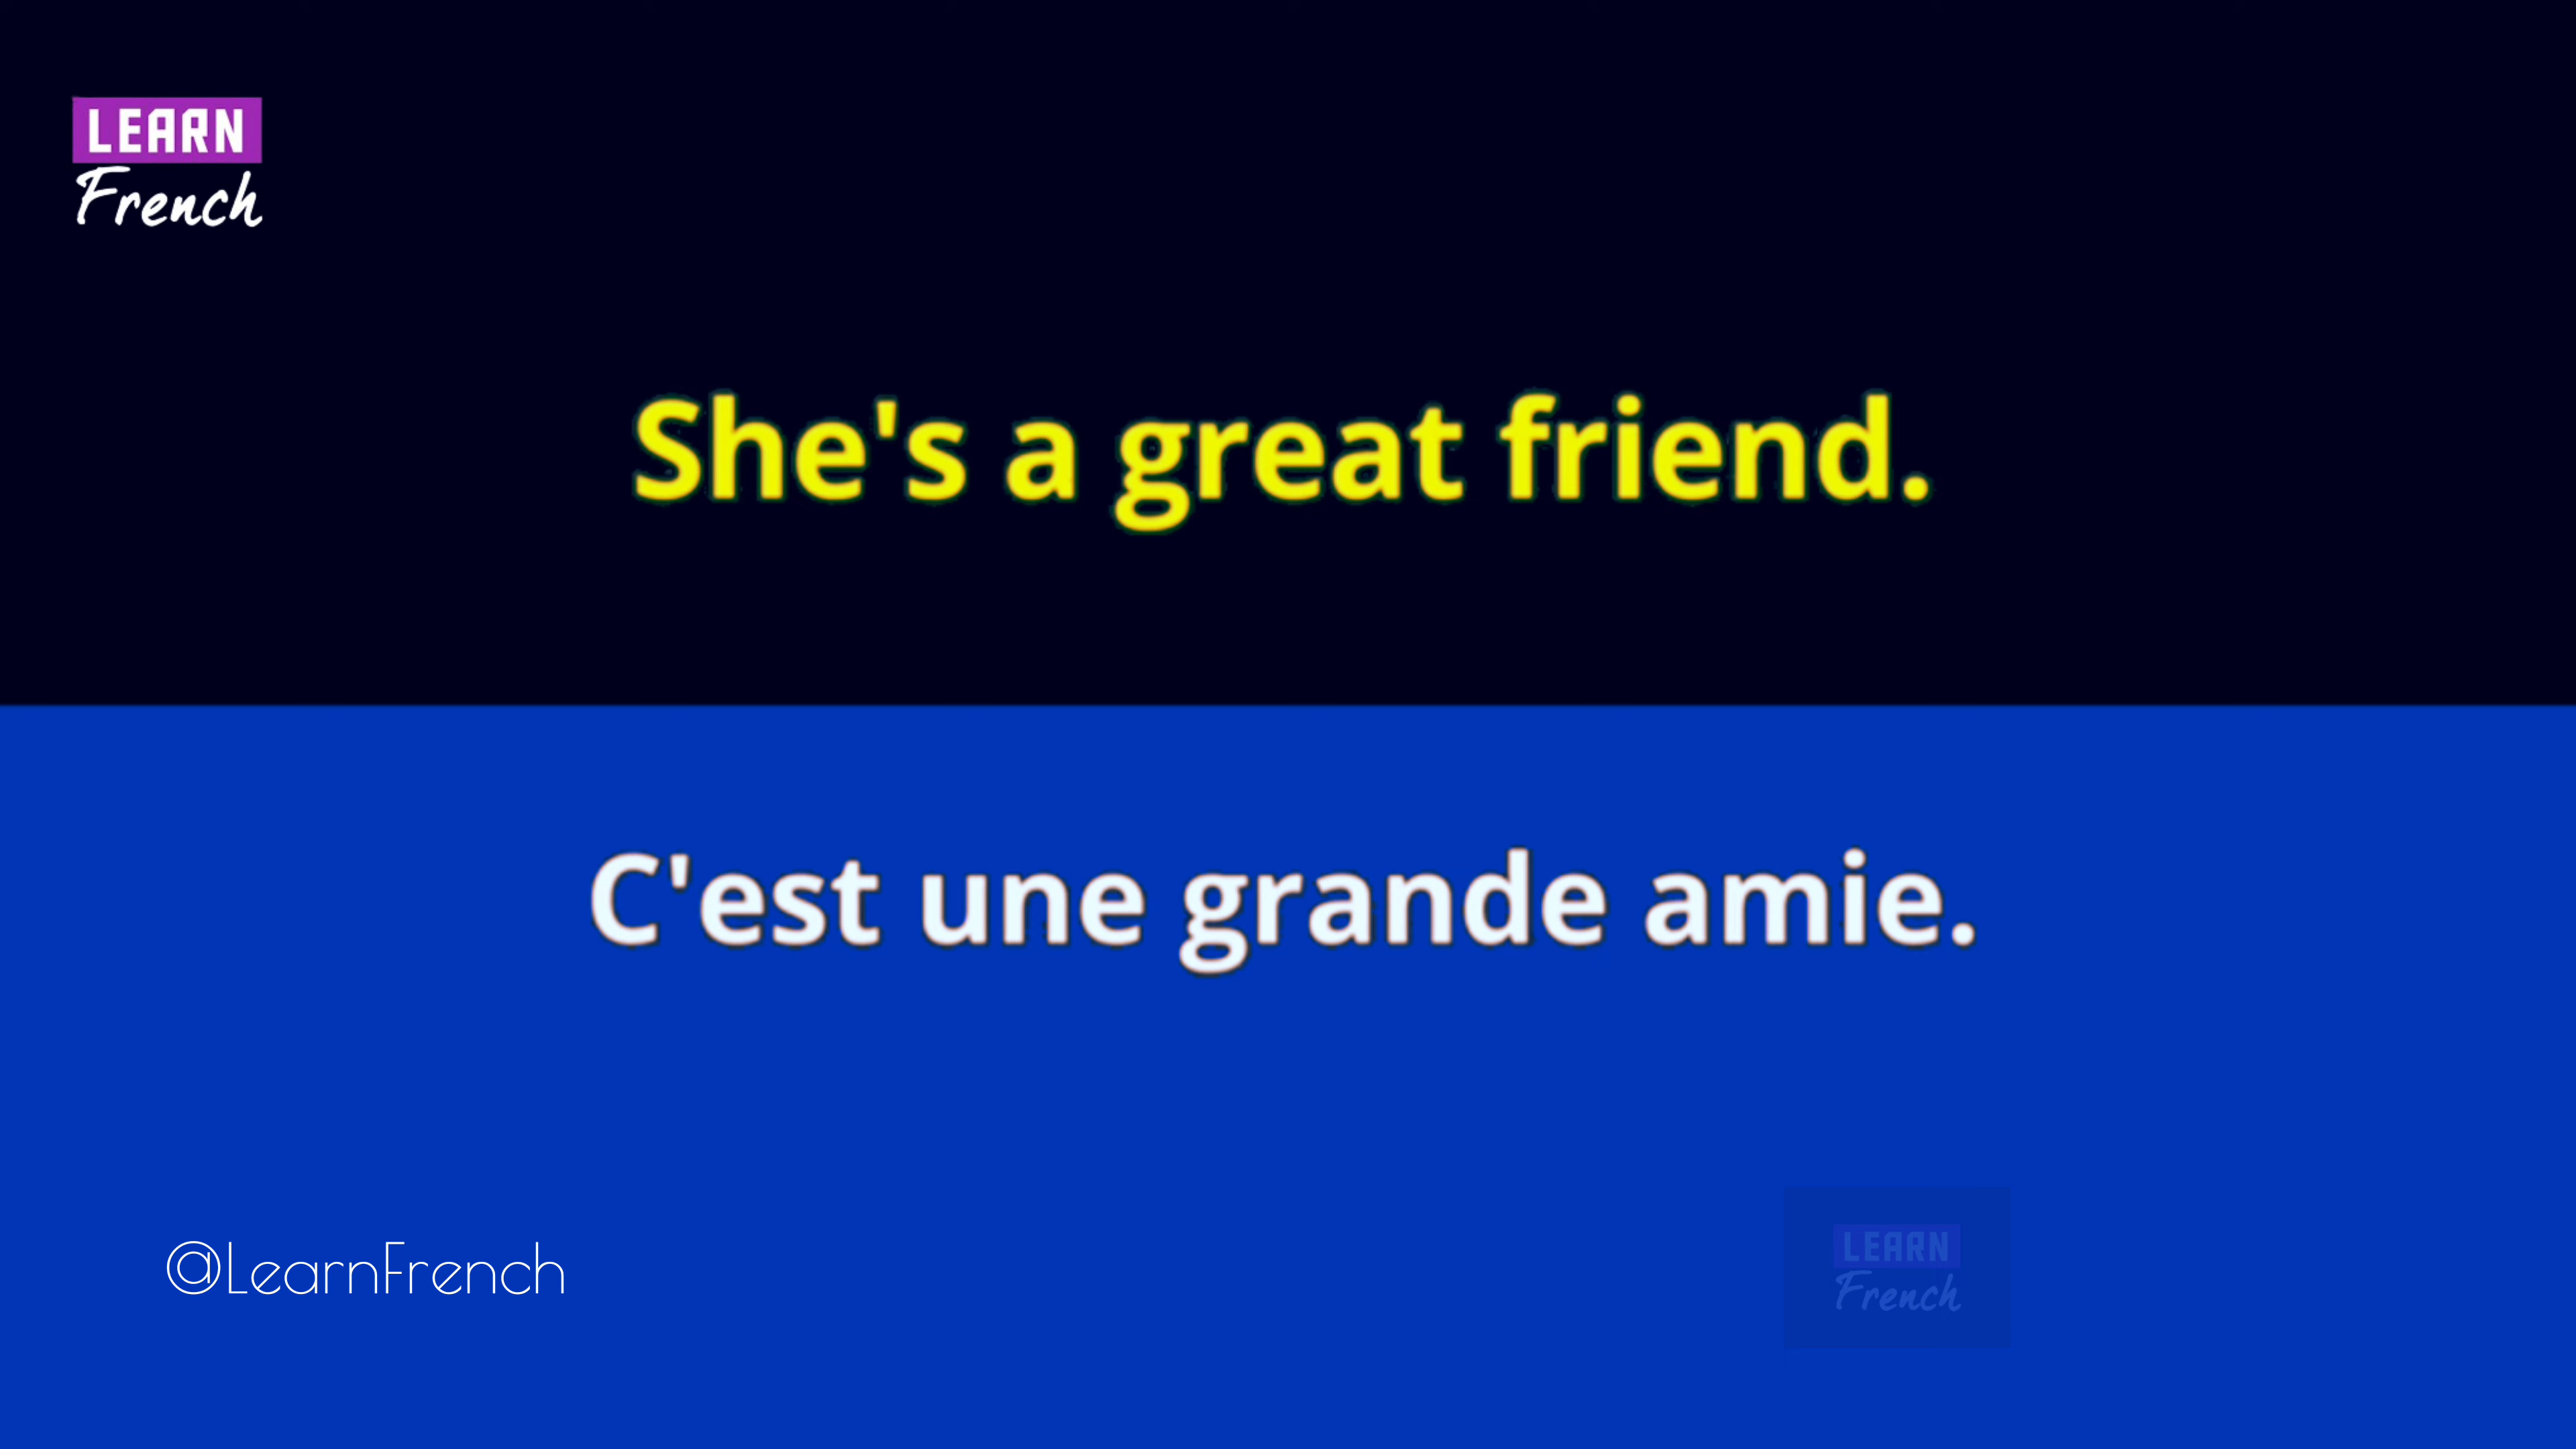 LEARN
French
She's a great friend.
C'est une grande amie.
@LearnFrench
LEARN
French